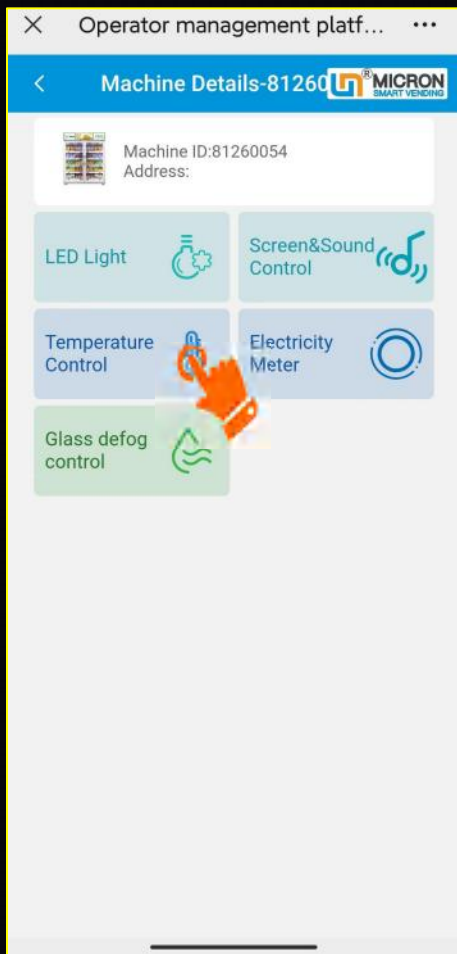 Operator management platf...
Machine Details-81260
MICRON
SMART VENDING
Machine ID:81260054
Address:
LED Light
Screen&Sound
Control
Temperature
Control
Electricity
Meter
Glass defog
control